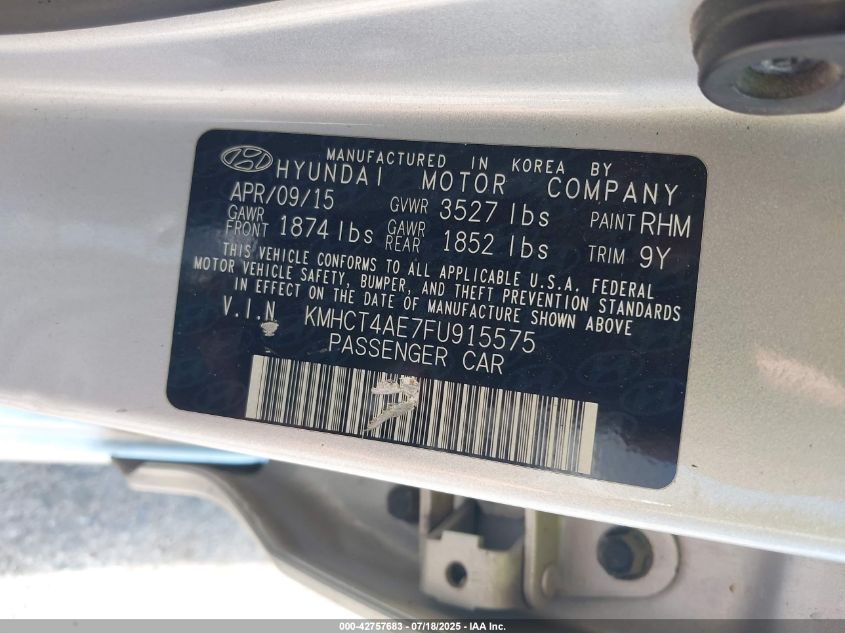 MANUFACTURED IN KOREA BY
HYUNDAI MOTOR COMPANY
APR/09/15 GVWR 3527 lbs PAINT RHM
GAWR FRONT 1874 lbs GAWR REAR 1852 lbs TRIM 9Y
THIS VEHICLE CONFORMS TO ALL APPLICABLE U.S.A. FEDERAL
MOTOR VEHICLE SAFETY, BUMPER, AND THEFT PREVENTION STANDARDS
IN EFFECT ON THE DATE OF MANUFACTURE SHOWN ABOVE.
V.I.N KMHCT4AE7FU915575
PASSENGER CAR
000-42757683 - 07/18/2025 - IAA Inc.